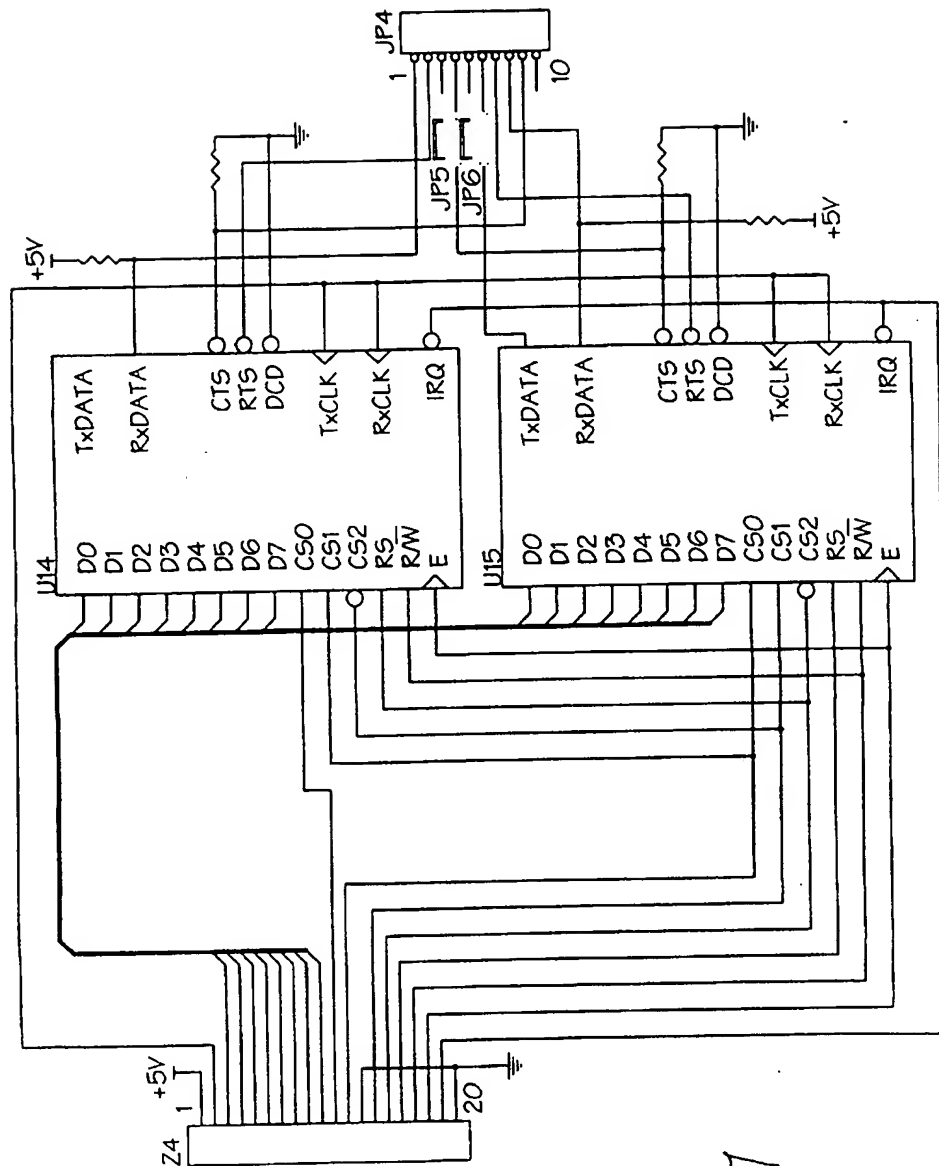 JP4
1
10
+5V
JP5
JP6
+5V
U14
D0
D1
D2
D3
D4
D5
D6
D7
CS0
CS1
CS2
RS
R/W̅
E
TxDATA
RxDATA
CTS
RTS
DCD
TxCLK
RxCLK
IRQ
U15
D0
D1
D2
D3
D4
D5
D6
D7
CS0
CS1
CS2
RS
R/W̅
E
TxDATA
RxDATA
CTS
RTS
DCD
TxCLK
RxCLK
IRQ
+5V
1
20
Z4